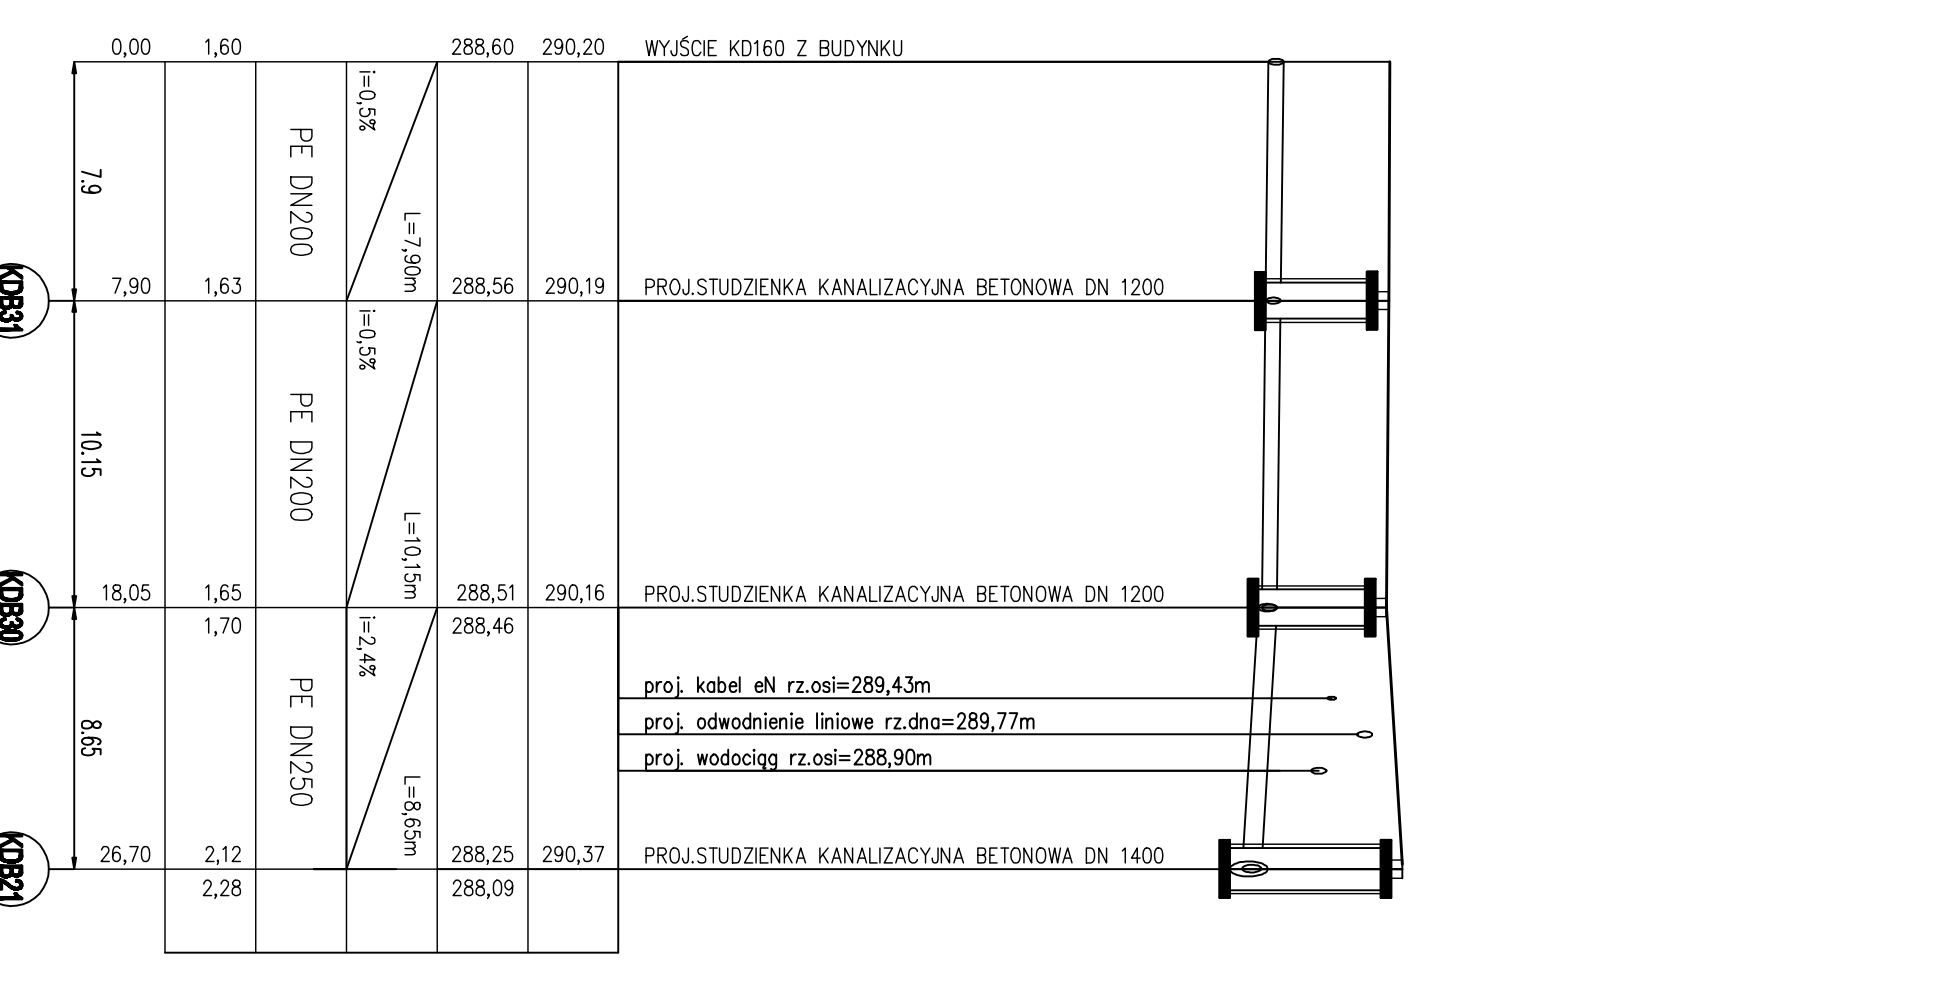 0,00 1,60 288,60 290,20 WYJŚCIE KD160 Z BUDYNKU
i=0,5%
PE DN200
7.9
L=7,90m
KDB31
7,90 1,63 288,56 290,19 PROJ.STUDZIENKA KANALIZACYJNA BETONOWA DN 1200
i=0,5%
PE DN200
10.15
L=10,15m
KDB30
18,05 1,65 288,51 290,16 PROJ.STUDZIENKA KANALIZACYJNA BETONOWA DN 1200
1,70 288,46
i=2,4%
PE DN250
8.65
L=8,65m
proj. kabel eN rz.osi=289,43m
proj. odwodnienie liniowe rz.dna=289,77m
proj. wodociąg rz.osi=288,90m
KDB21
26,70 2,12 288,25 290,37 PROJ.STUDZIENKA KANALIZACYJNA BETONOWA DN 1400
2,28 288,09